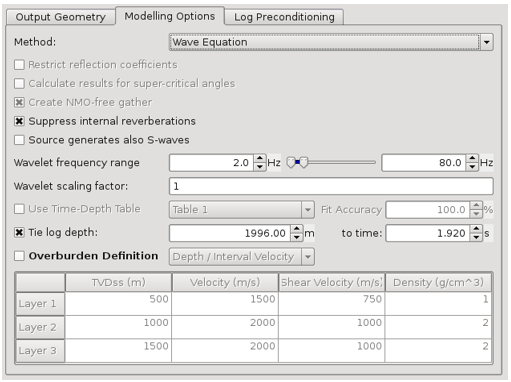 Output Geometry Modelling Options Log Preconditioning
Method: Wave Equation
Restrict reflection coefficients
Calculate results for super-critical angles
Create NMO-free gather
Suppress internal reverberations
Source generates also S-waves
Wavelet frequency range 2.0 Hz 80.0 Hz
Wavelet scaling factor: 1
Use Time-Depth Table Table 1 Fit Accuracy 100.0 %
Tie log depth: 1996.00 m to time: 1.920 s
Overburden Definition Depth / Interval Velocity
TVDss (m) Velocity (m/s) Shear Velocity (m/s) Density (g/cm^3)
Layer 1 500 1500 750 1
Layer 2 1000 2000 1000 2
Layer 3 1500 2000 1000 2